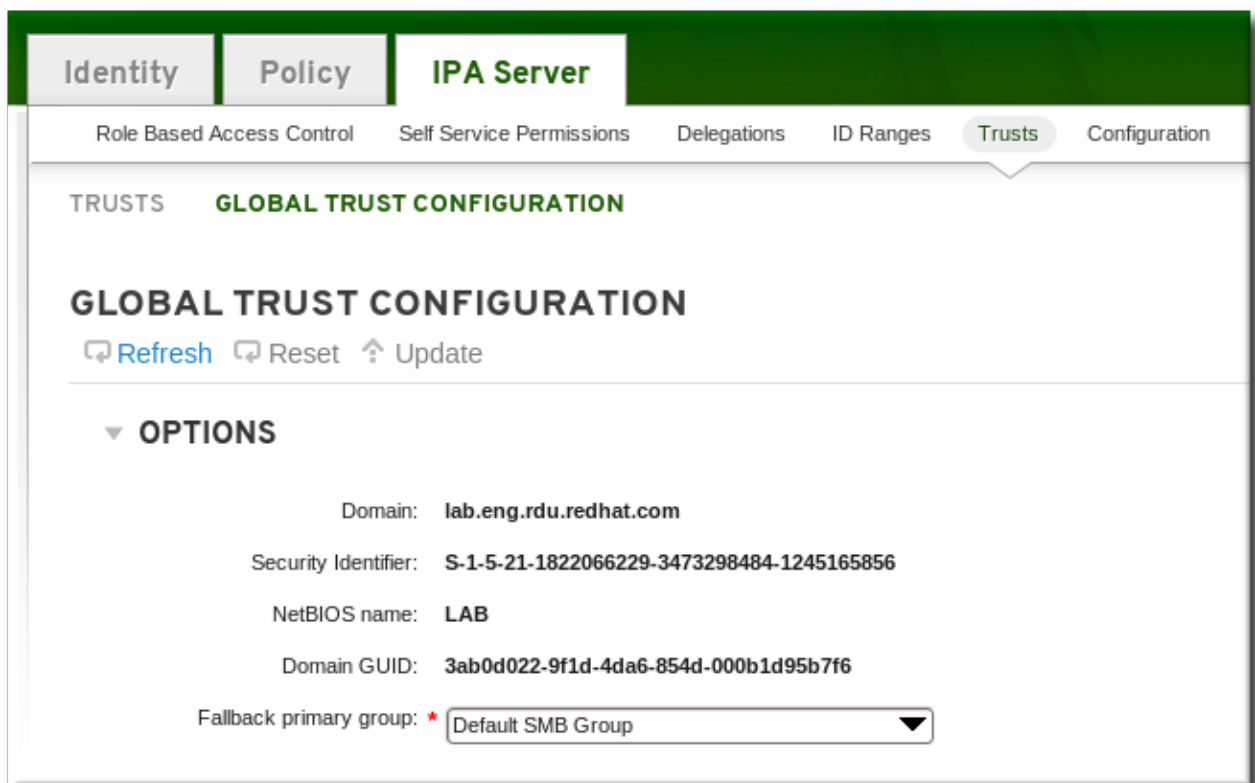 Identity Policy IPA Server
Role Based Access Control Self Service Permissions Delegations ID Ranges Trusts Configuration
TRUSTS GLOBAL TRUST CONFIGURATION
GLOBAL TRUST CONFIGURATION
Refresh Reset Update
OPTIONS
Domain: lab.eng.rdu.redhat.com
Security Identifier: S-1-5-21-1822066229-3473298484-1245165856
NetBIOS name: LAB
Domain GUID: 3ab0d022-9f1d-4da6-854d-000b1d95b7f6
Fallback primary group: * Default SMB Group